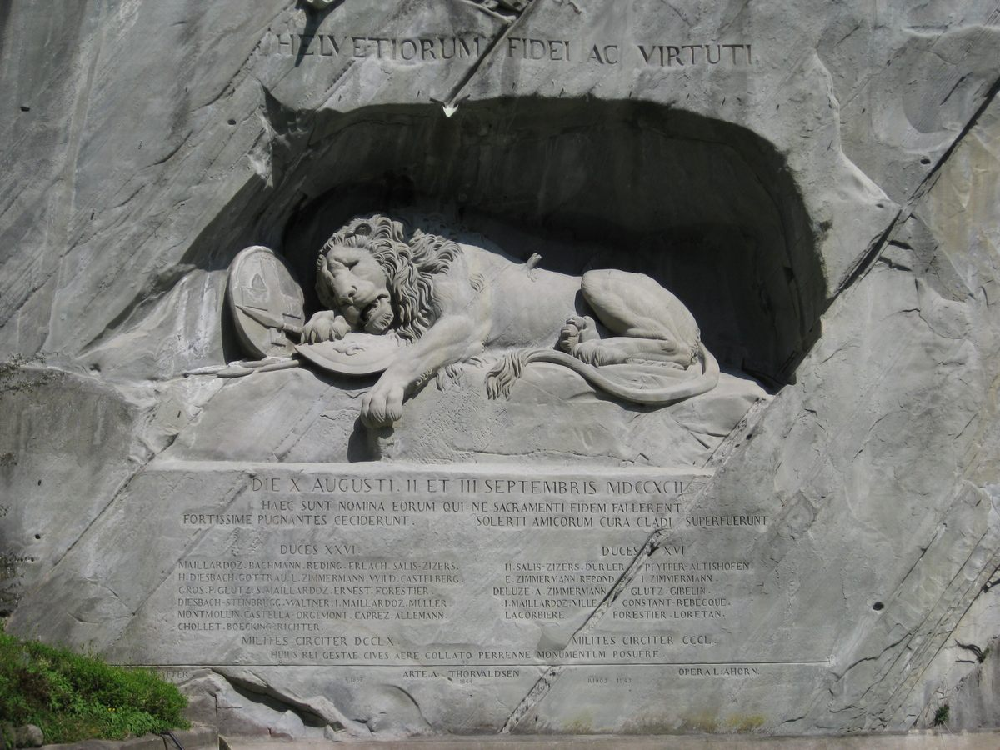 HELVETIORUM FIDEI AC VIRTUTI
DIE X AUGUSTI. II ET III SEPTEMBRIS MDCCXCII
HAEC SUNT NOMINA EORUM QUI. NE SACRAMENTI FIDEM FALLERENT
FORTISSIME PUGNANTES CECIDERUNT. SOLERTI AMICORUM CURA CLADI SUPERFUERUNT
DUCES XXVI. DUCES XVI
MAILLARDOZ. BACHMANN. REDING. ERLACH. SALIS-ZIZERS.
H. DIESBACH. GOTTRAU. L. ZIMMERMANN. WILD. CASTELBERG.
GROS. P. GLUTZ. S. MAILLARDOZ. ERNEST. FORESTIER.
DIESBACH-STEINBRUGG. WALTNER. I. MAILLARDOZ. MÜLLER.
MONTMOLLIN. CASTELLA-ORGEMONT. CAPREZ. ALLEMANN.
CHOLLET. BOECKING. RICHTER.
H. SALIS-ZIZERS. DÜRLER. PFYFFER-ALTISHOFEN.
E. ZIMMERMANN. REPOND. I. ZIMMERMANN.
DELUZE. A. ZIMMERMANN. GLUTZ. GIBELIN.
I. MAILLARDOZ. VILLE. CONSTANT-REBECQUE.
LACORBIERE. FORESTIER-LORETAN.
MILITES CIRCITER DCCLX. MILITES CIRCITER CCCL.
HUIUS REI GESTAE CIVES AERE COLLATO PERRENNE MONUMENTUM POSUERE.
ARTE. A. THORVALDSEN OPERA. L. AHORN.